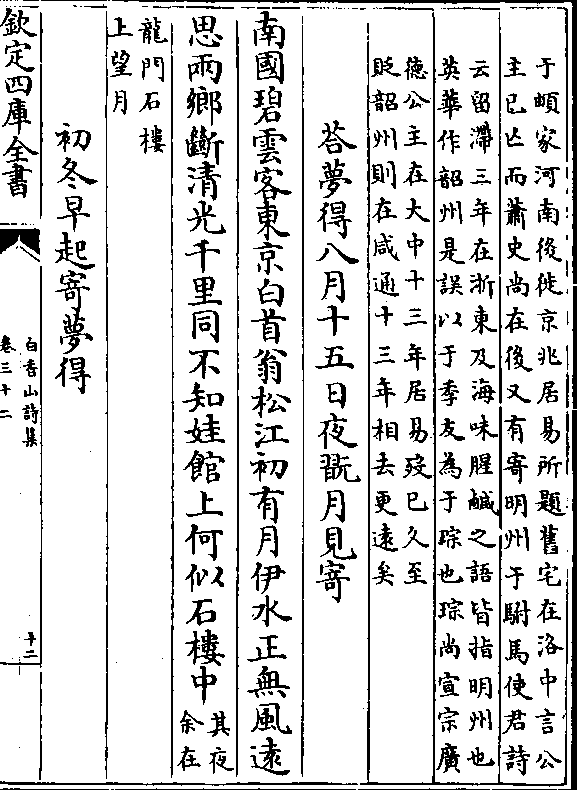 于頔家河南後徙京兆居易所題舊宅在洛中言公
主已亡而蕭史尚在後又有寄明州于駙馬使君詩
云留滯三年在浙東及海味腥鹹之語皆指明州也
英華作韶州是誤以于季友為于琮也琮尚宣宗廣
德公主在大中十三年居易歿已久至
貶韶州則在咸通十三年相去更遠矣
荅夢得八月十五日夜翫月見寄
南國碧雲客東京白首翁松江初有月伊水正無風遠
思兩鄉斷清光千里同不知娃館上何似石樓中其夜
余在
龍門石樓
上望月
初冬早起寄夢得
欽定四庫全書
白香山詩集
卷三十二
十二